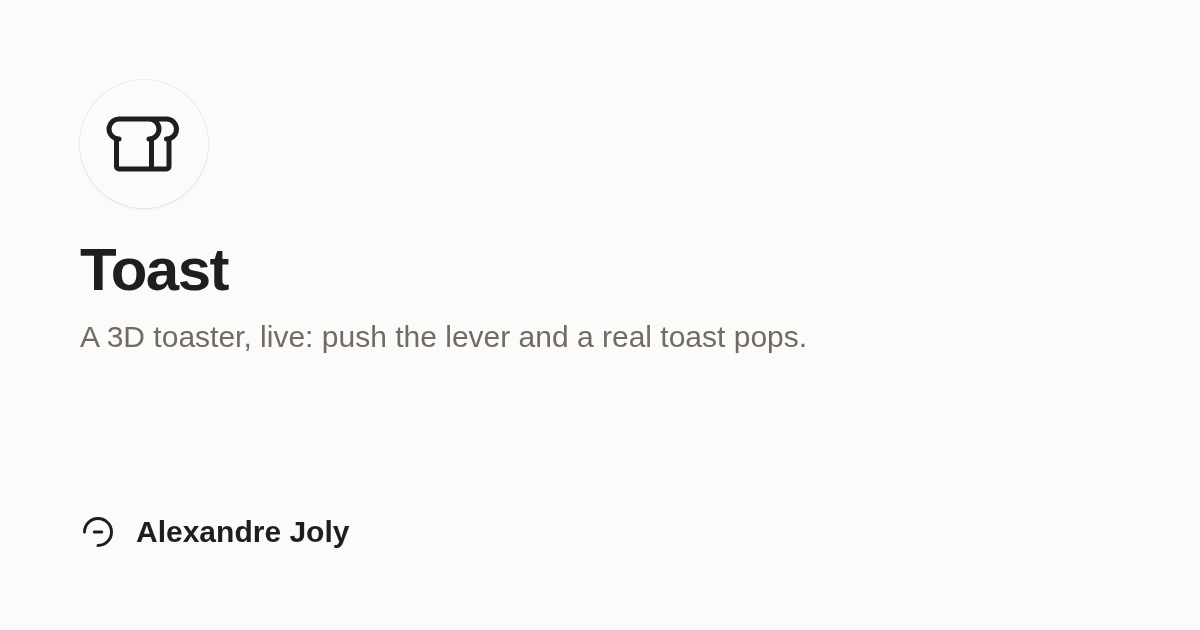 Toast
A 3D toaster, live: push the lever and a real toast pops.
Alexandre Joly